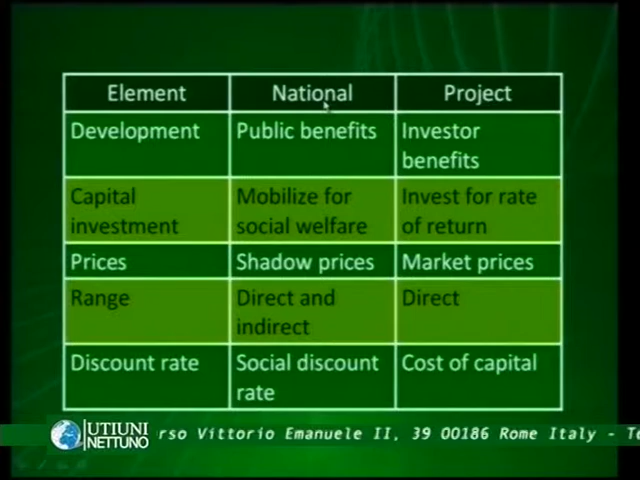 Element National Project
Development Public benefits Investor
benefits
Capital Mobilize for Invest for rate
investment social welfare of return
Prices Shadow prices Market prices
Range Direct and Direct
indirect
Discount rate Social discount Cost of capital
rate
UTIUNI
NETTUNO
rso Vittorio Emanuele II, 39 00186 Rome Italy - Te